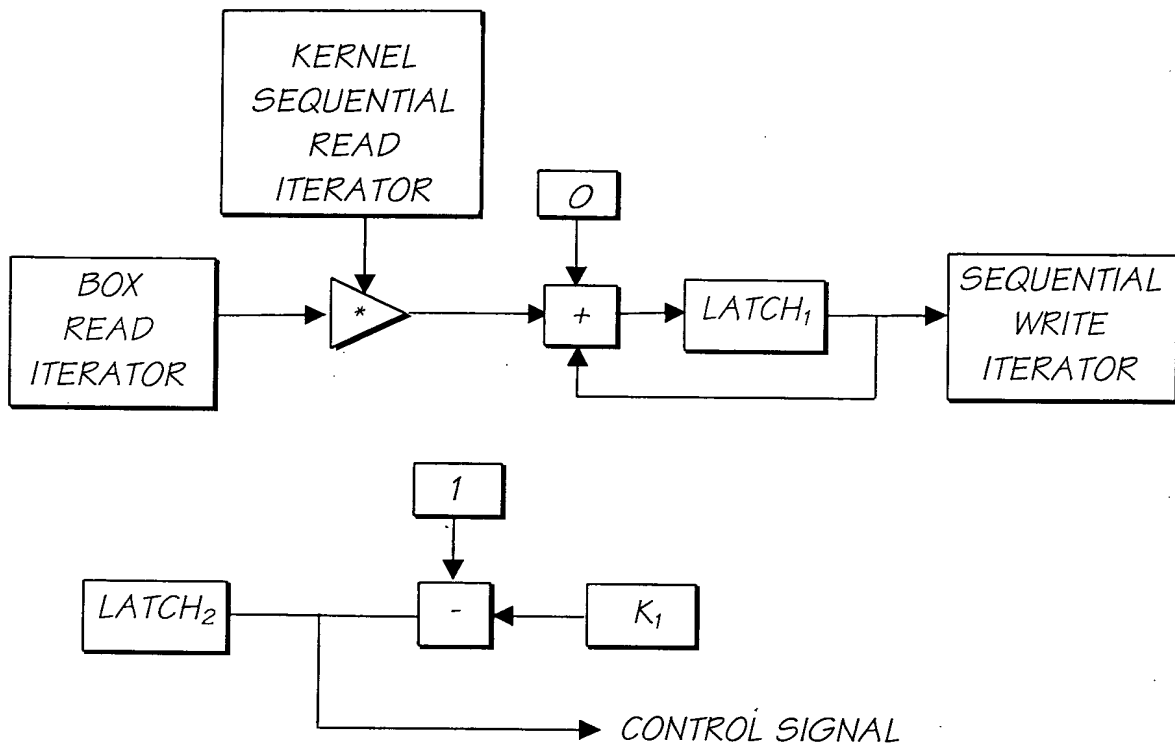 KERNEL
SEQUENTIAL
READ
ITERATOR
0
BOX
READ
ITERATOR
*
+
LATCH₁
SEQUENTIAL
WRITE
ITERATOR
1
LATCH₂
-
K₁
CONTROL SIGNAL